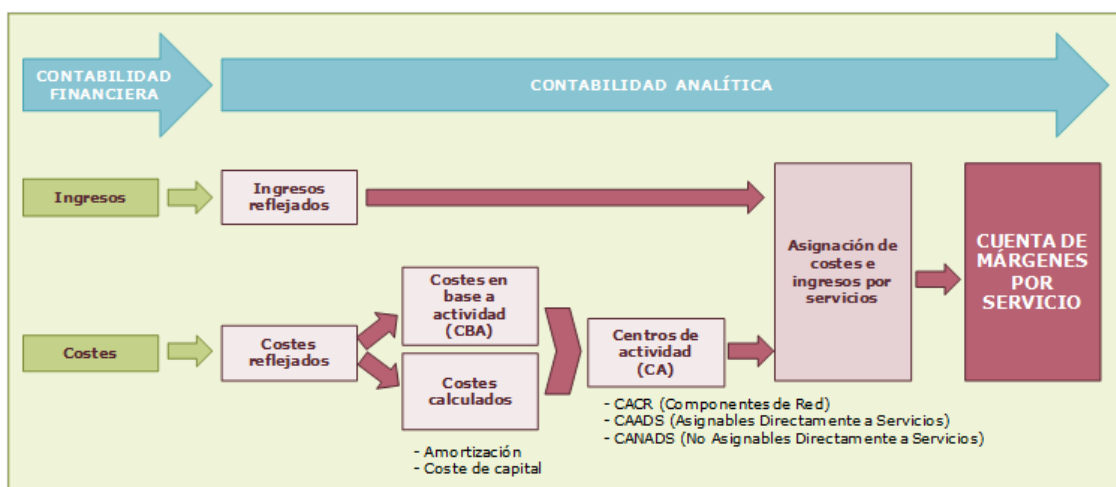 CONTABILIDAD
FINANCIERA
CONTABILIDAD ANALÍTICA
Ingresos
Ingresos
reflejados
Asignación de
costes e
ingresos por
servicios
CUENTA DE
MÁRGENES
POR
SERVICIO
Costes
Costes
reflejados
Costes en
base a
actividad
(CBA)
Costes
calculados
Centros de
actividad
(CA)
- Amortización
- Coste de capital
- CACR (Componentes de Red)
- CAADS (Asignables Directamente a Servicios)
- CANADS (No Asignables Directamente a Servicios)